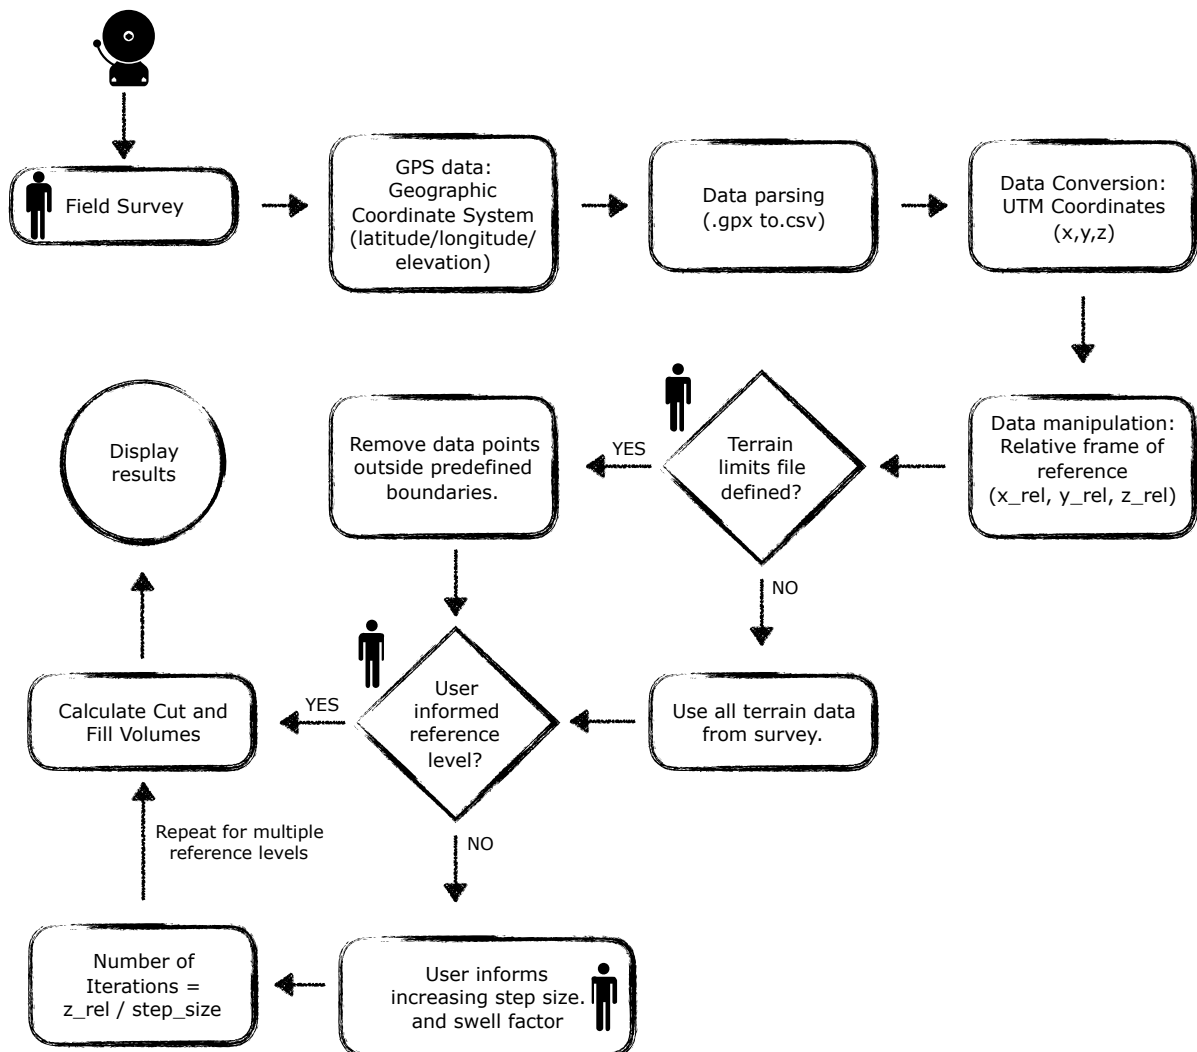 Field Survey
GPS data:
Geographic
Coordinate System
(latitude/longitude/
elevation)
Data parsing
(.gpx to.csv)
Data Conversion:
UTM Coordinates
(x,y,z)
Data manipulation:
Relative frame of
reference
(x_rel, y_rel, z_rel)
Terrain
limits file
defined?
YES
NO
Remove data points
outside predefined
boundaries.
Use all terrain data
from survey.
User
informed
reference
level?
YES
NO
User informs
increasing step size.
and swell factor
Number of
Iterations =
z_rel / step_size
Repeat for multiple
reference levels
Calculate Cut and
Fill Volumes
Display
results